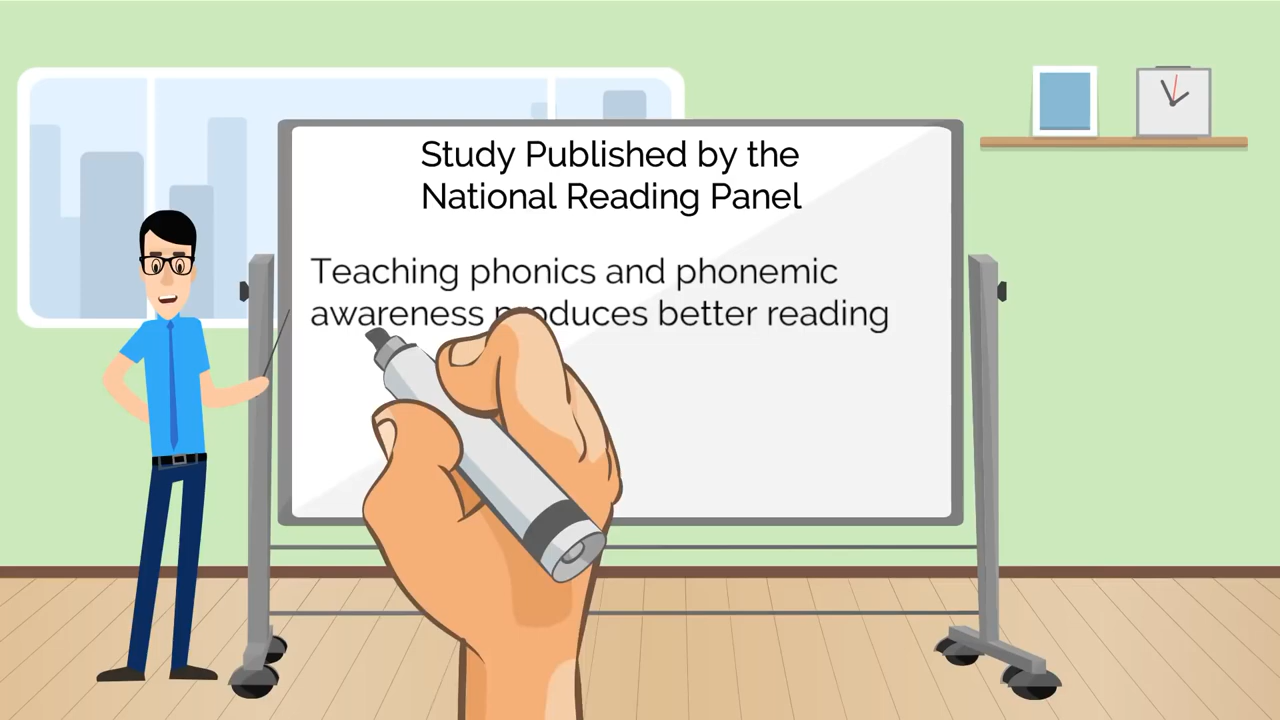 Study Published by the
National Reading Panel
Teaching phonics and phonemic
awareness produces better reading